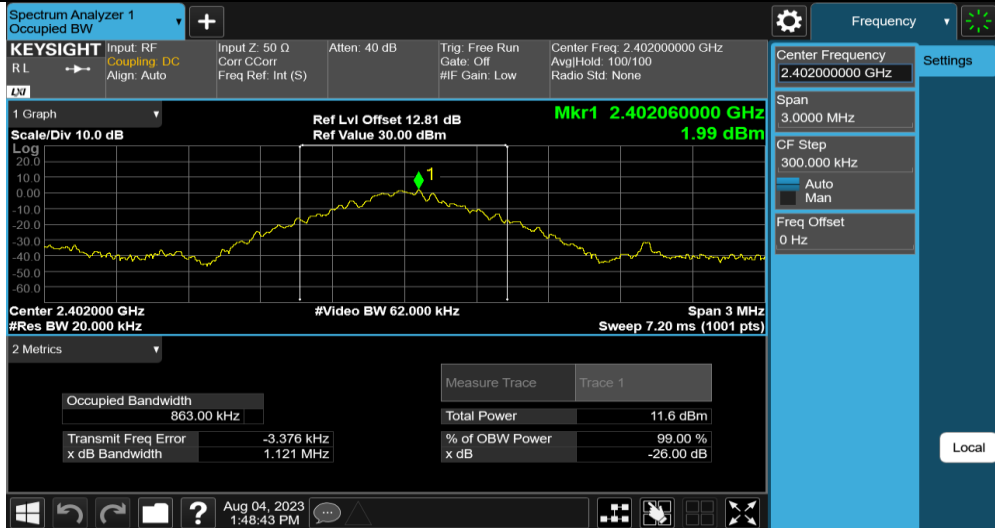 Spectrum Analyzer 1
Occupied BW
+
Frequency
KEYSIGHT
RL
LXI
Input: RF
Coupling: DC
Align: Auto
Input Z: 50 Ω
Corr CCorr
Freq Ref: Int (S)
Atten: 40 dB
Trig: Free Run
Gate: Off
#IF Gain: Low
Center Freq: 2.402000000 GHz
Avg|Hold: 100/100
Radio Std: None
Center Frequency
2.402000000 GHz
Settings
Span
3.0000 MHz
CF Step
300.000 kHz
Auto
Man
Freq Offset
0 Hz
1 Graph
Scale/Div 10.0 dB
Ref Lvl Offset 12.81 dB
Ref Value 30.00 dBm
Mkr1 2.402060000 GHz
1.99 dBm
Log
20.0
10.0
0.00
-10.0
-20.0
-30.0
-40.0
-50.0
-60.0
1
Center 2.402000 GHz
#Res BW 20.000 kHz
#Video BW 62.000 kHz
Span 3 MHz
Sweep 7.20 ms (1001 pts)
2 Metrics
Measure Trace Trace 1
Occupied Bandwidth
863.00 kHz
Total Power 11.6 dBm
Transmit Freq Error -3.376 kHz
% of OBW Power 99.00 %
x dB Bandwidth 1.121 MHz
x dB -26.00 dB
Local
?
Aug 04, 2023
1:48:43 PM